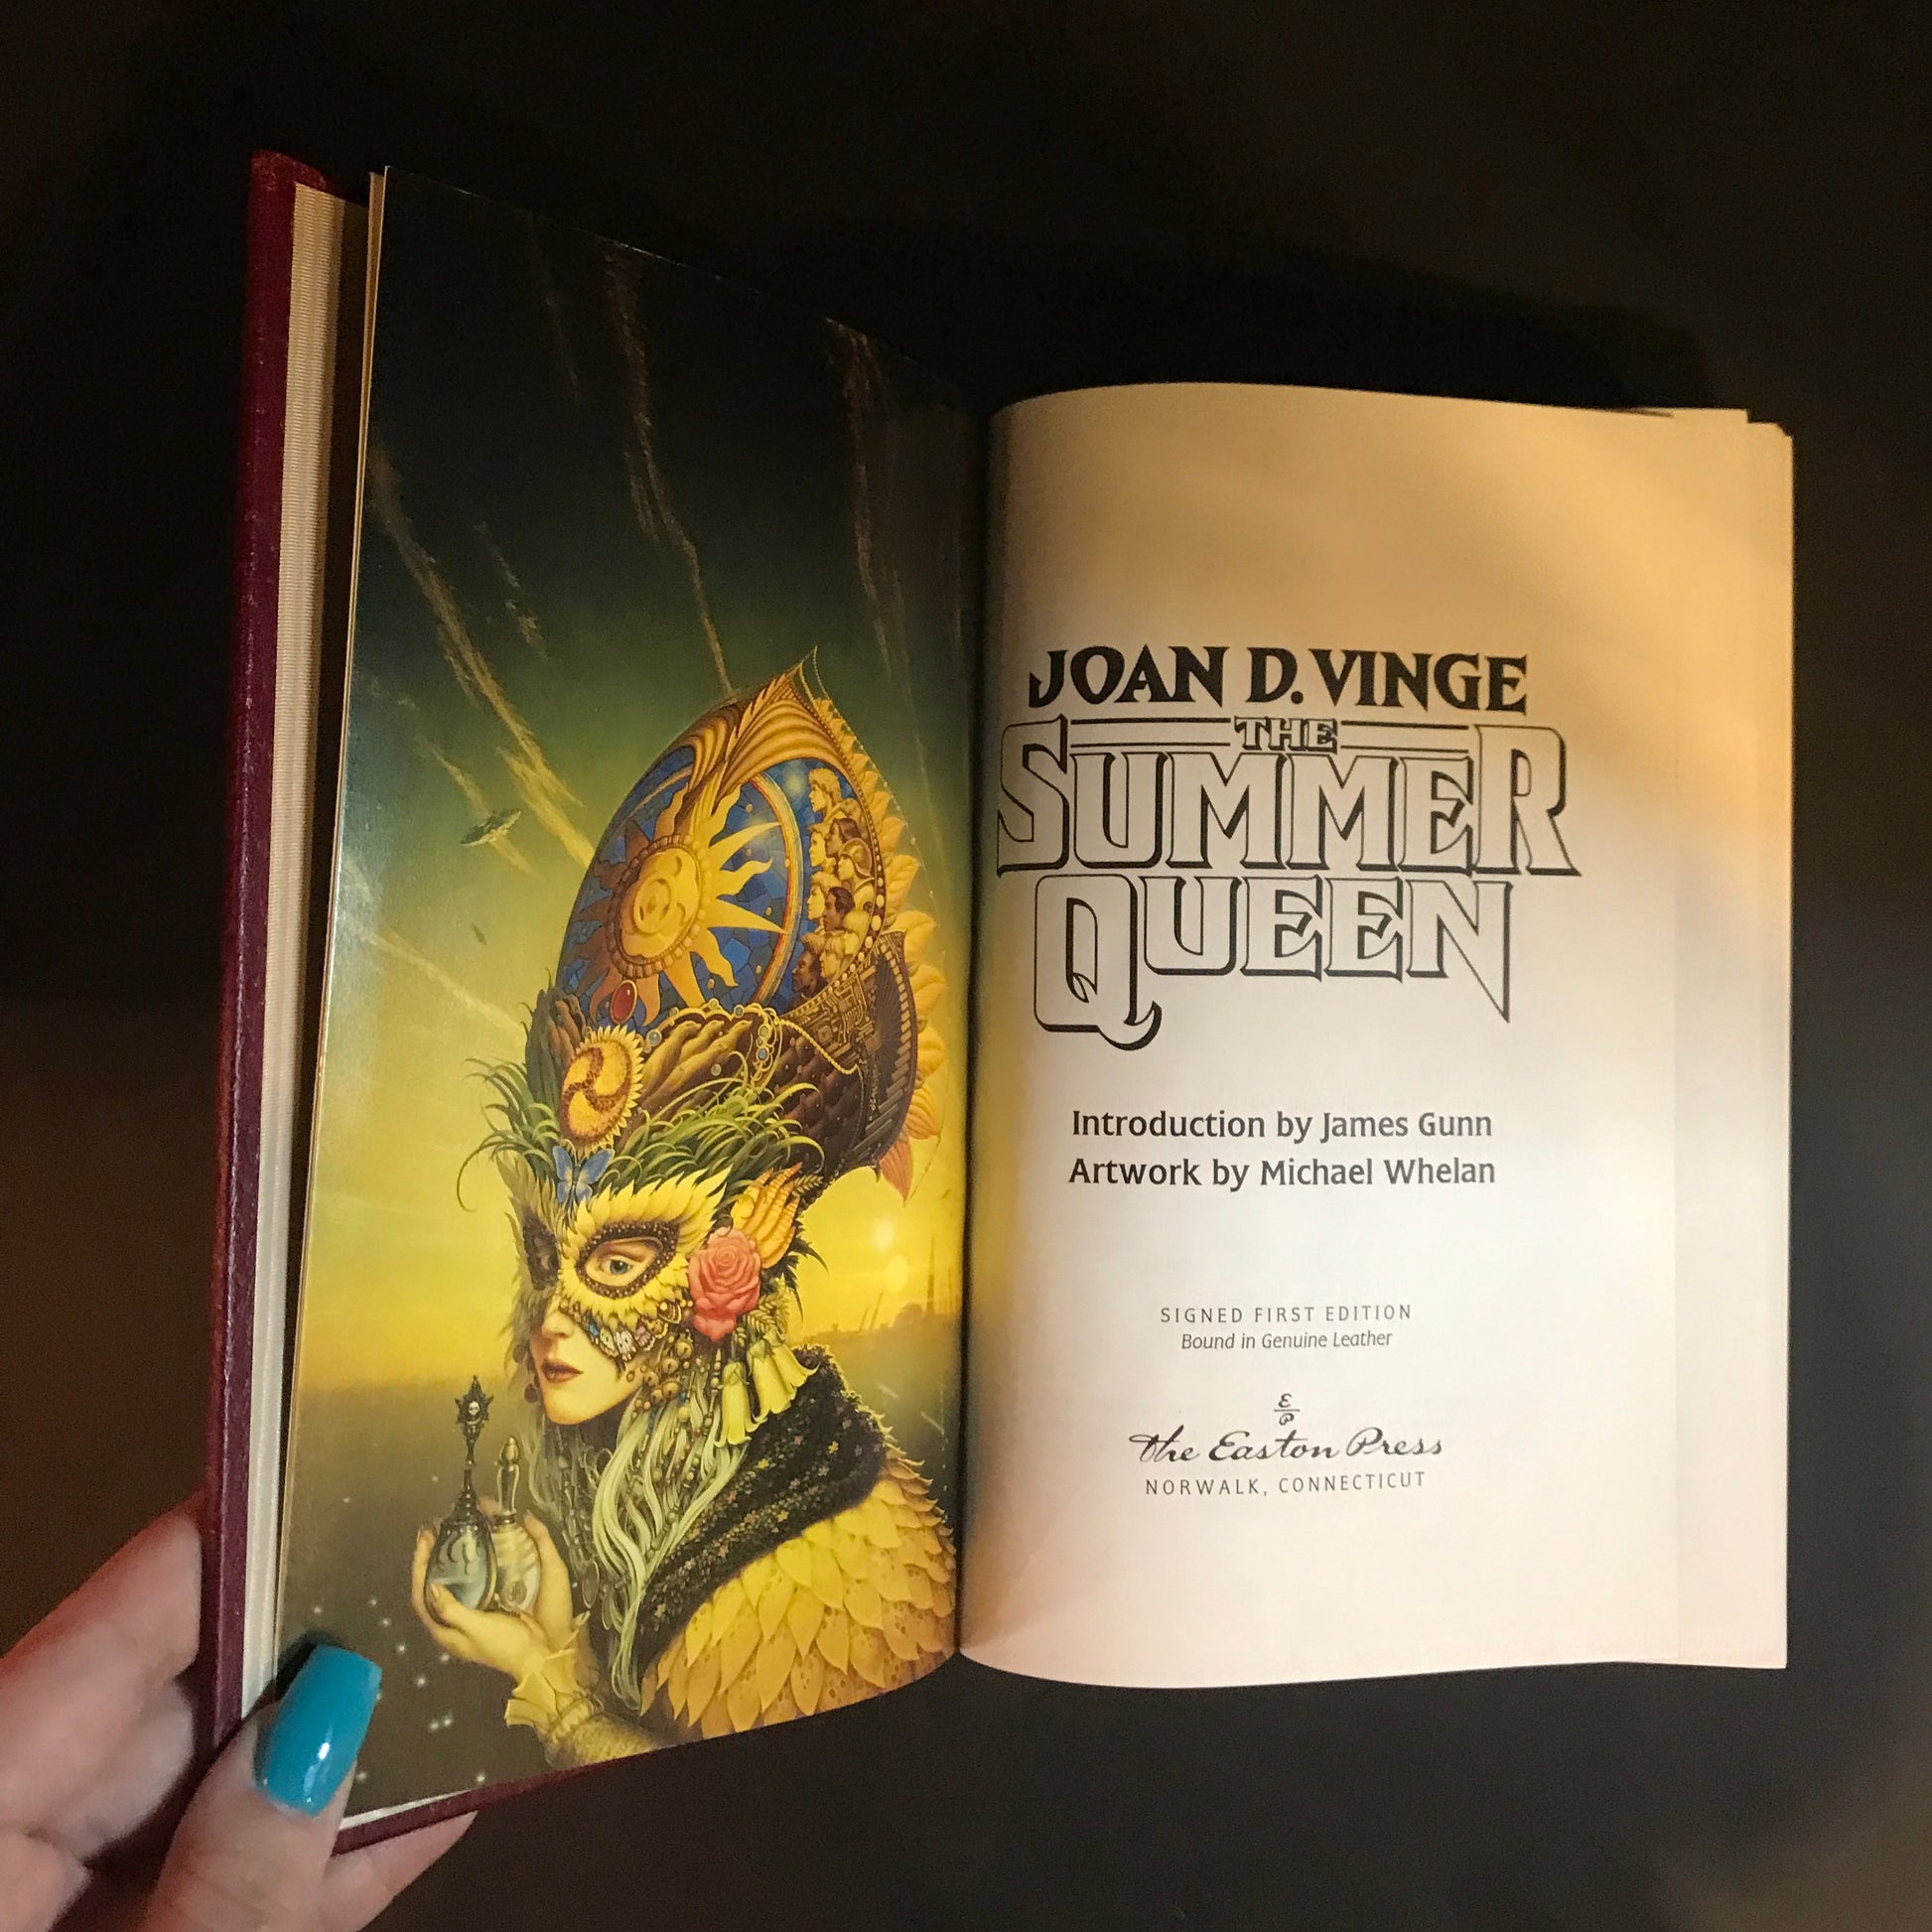 JOAN D. VINGE
THE
SUMMER
QUEEN
Introduction by James Gunn
Artwork by Michael Whelan
SIGNED FIRST EDITION
Bound in Genuine Leather
E
P
The Easton Press
NORWALK, CONNECTICUT